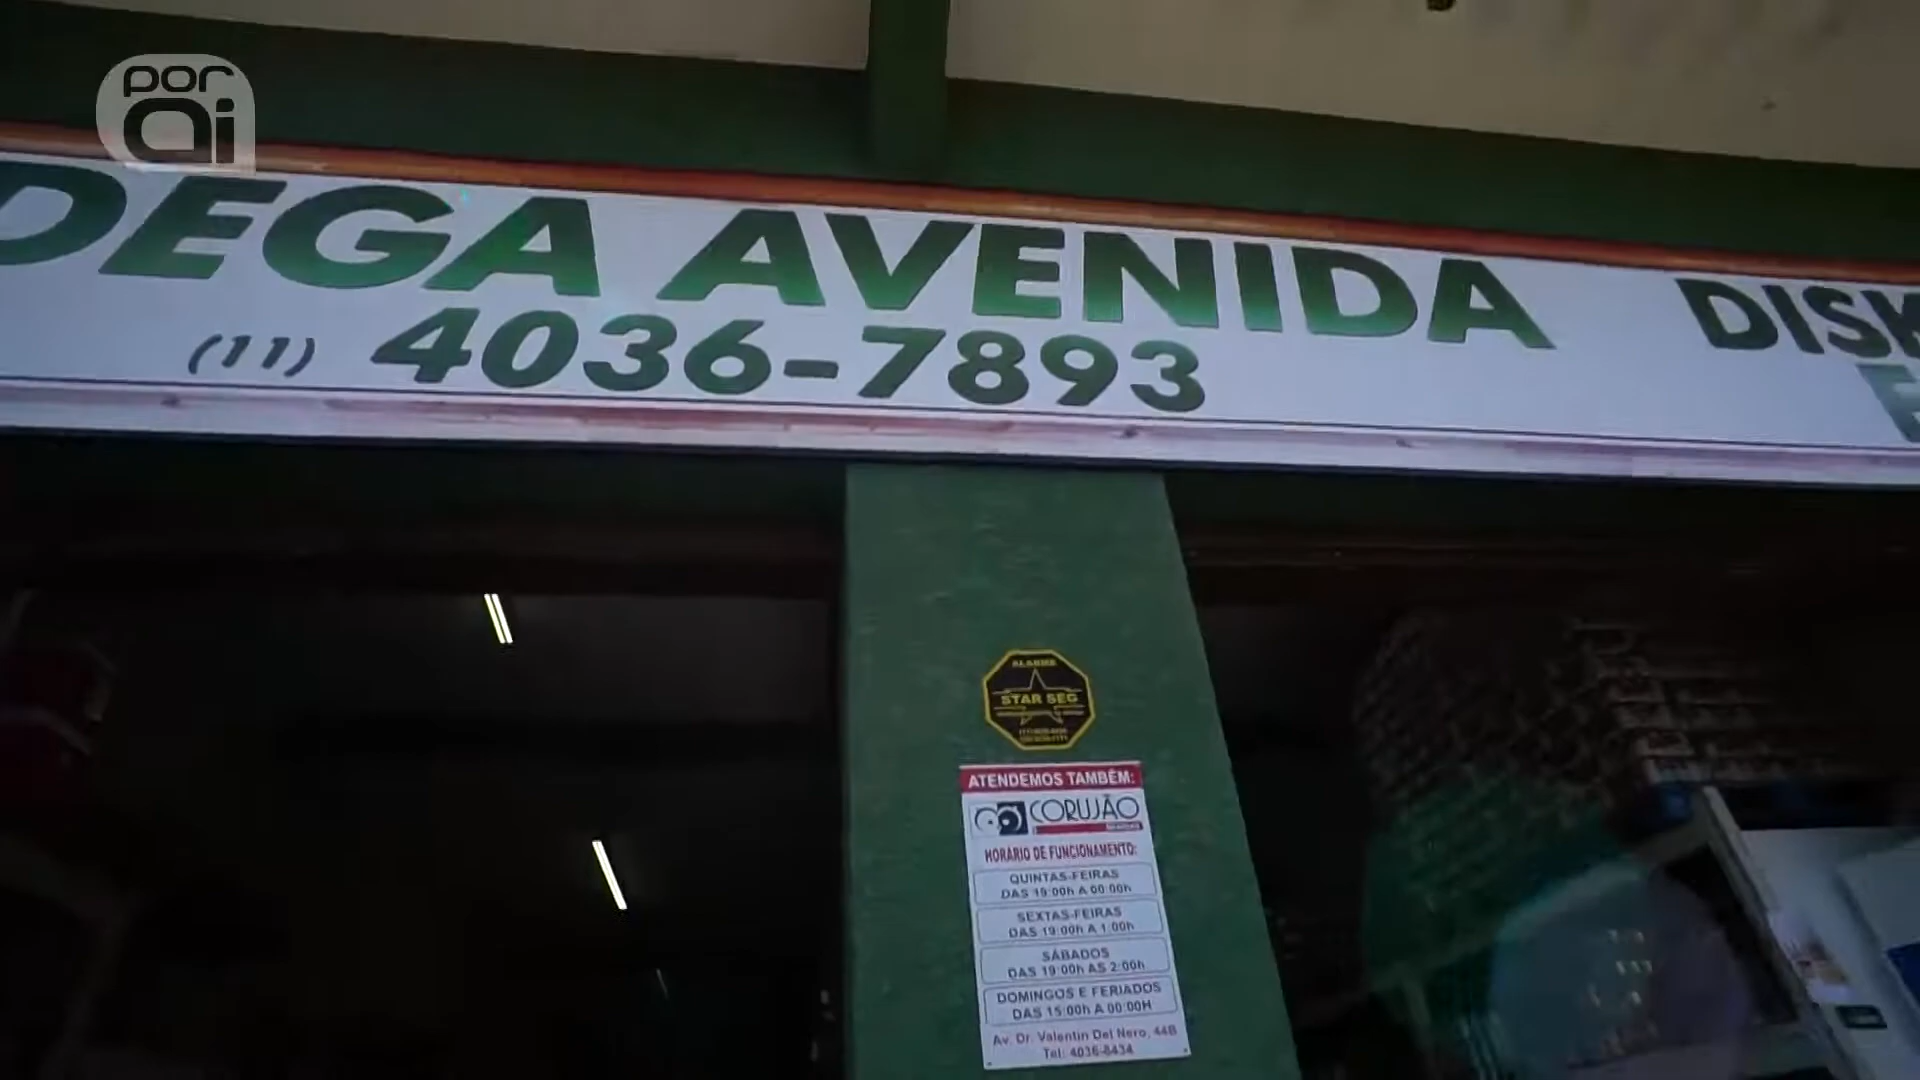 por
ai
DEGA AVENIDA
DISK
(11) 4036-7893
ALARME
STAR SEG
ATENDEMOS TAMBÉM:
CORUJÃO
HORÁRIO DE FUNCIONAMENTO:
QUINTAS-FEIRAS
DAS 19:00h A 00:00h
SEXTAS-FEIRAS
DAS 19:00h A 1:00h
SÁBADOS
DAS 19:00h AS 2:00h
DOMINGOS E FERIADOS
DAS 15:00h A 00:00H
Av. Dr. Valentin Del Nero, 44B
Tel: 4036-8434